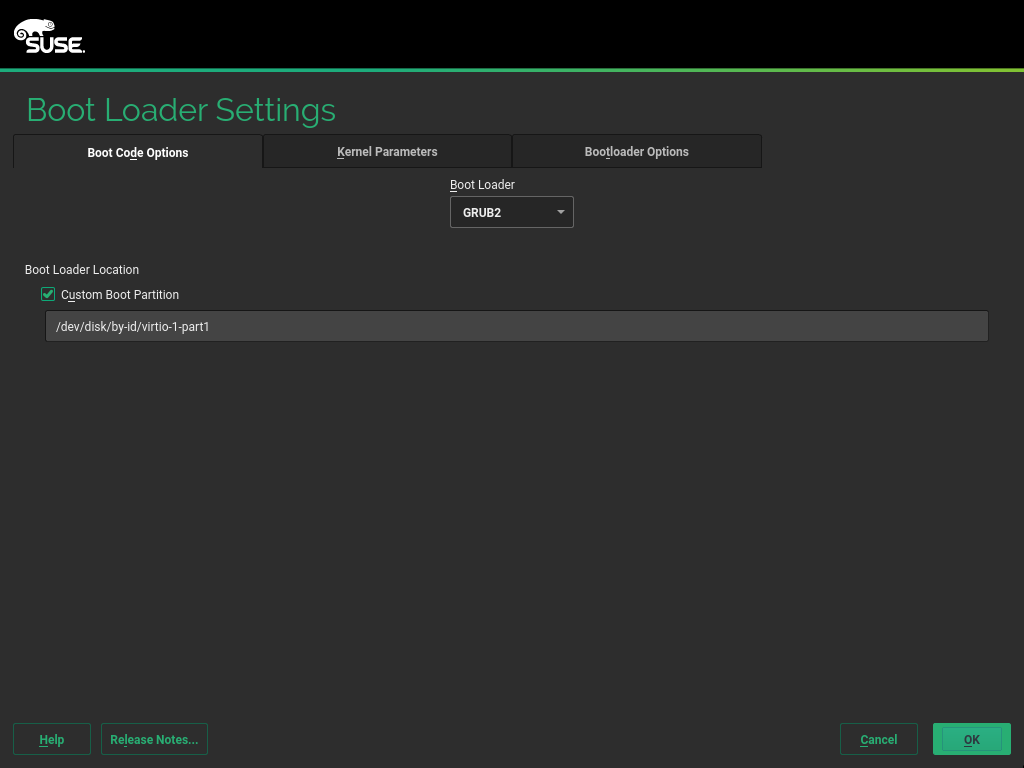 SUSE.
Boot Loader Settings
Boot Code Options Kernel Parameters Bootloader Options
Boot Loader
GRUB2
Boot Loader Location
Custom Boot Partition
/dev/disk/by-id/virtio-1-part1
Help Release Notes... Cancel OK